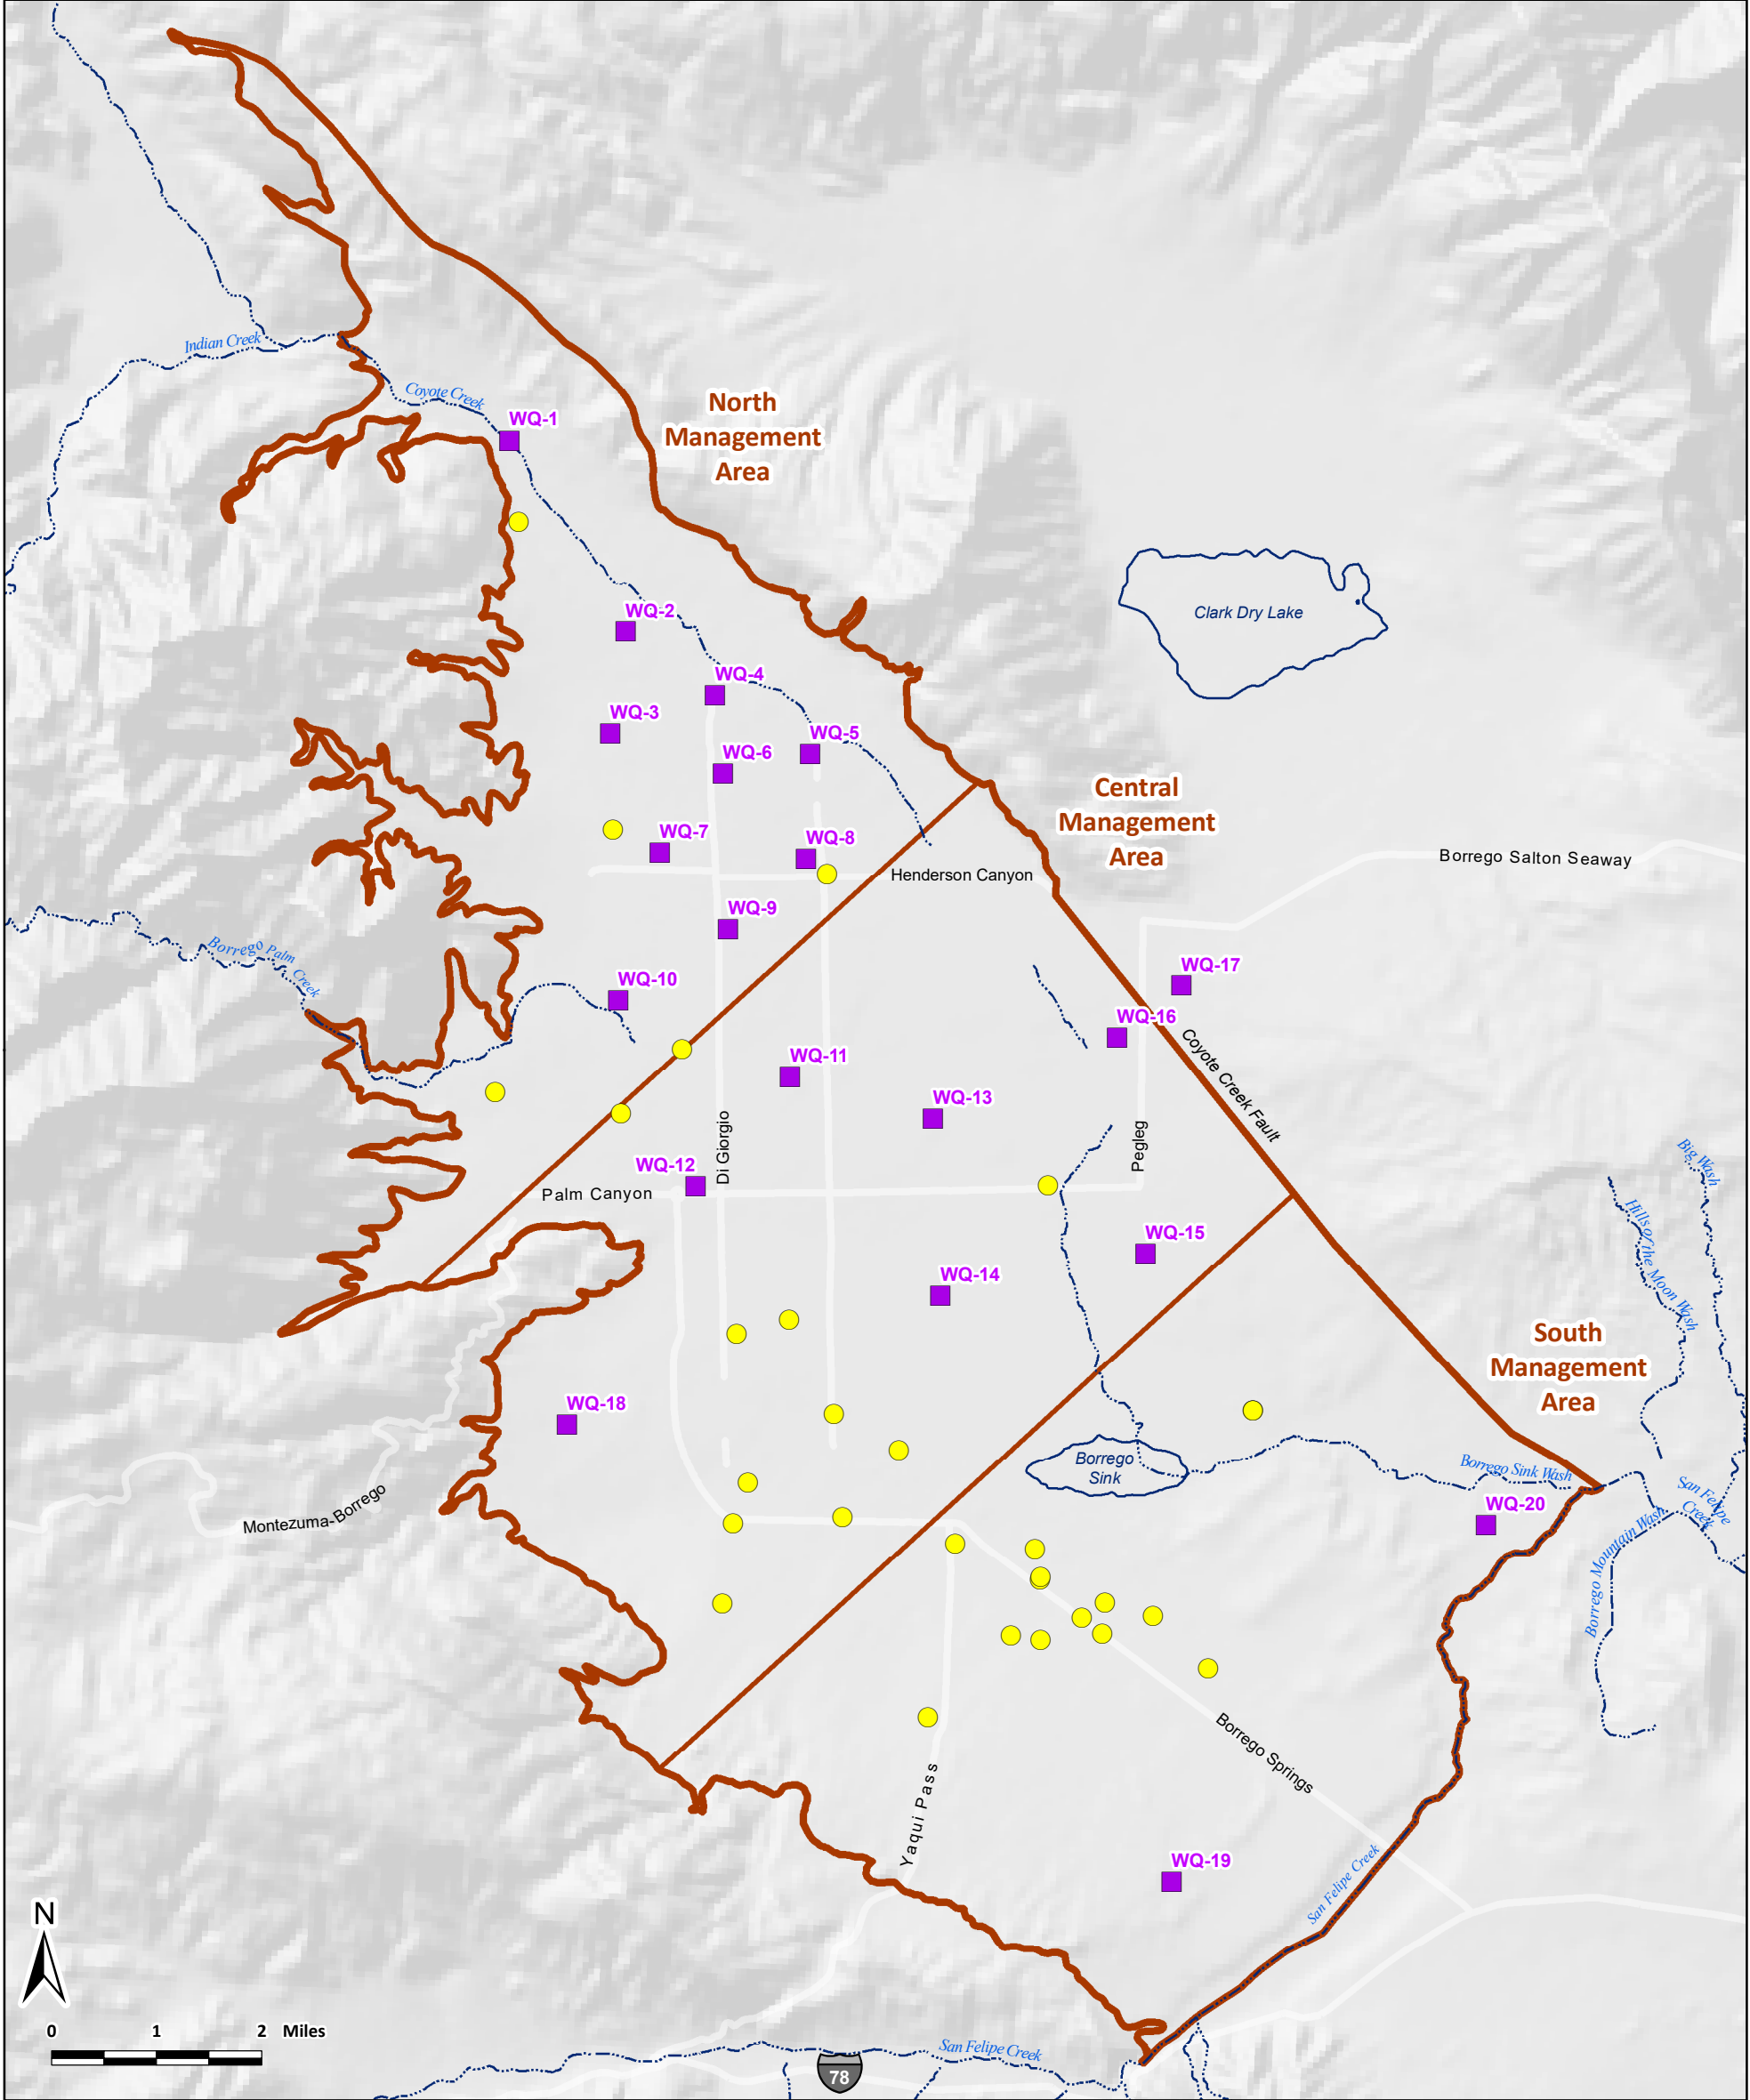 Indian Creek
Coyote Creek
WQ-1
North
Management
Area
WQ-2
Clark Dry Lake
WQ-4
WQ-3
WQ-5
WQ-6
Central
Management
Area
WQ-7
WQ-8
Borrego Salton Seaway
Henderson Canyon
WQ-9
Borrego Palm
Creek
WQ-10
WQ-17
WQ-16
Coyote Creek Fault
WQ-11
WQ-13
Di Giorgio
Pegleg
WQ-12
Palm Canyon
Big Wash
Hills of the Moon Wash
WQ-15
WQ-14
South
Management
Area
WQ-18
Borrego
Sink
Borrego Sink Wash
San Felipe
Creek
WQ-20
Montezuma-Borrego
Borrego Mountain Wash
Borrego Springs
Yaqui Pass
WQ-19
San Felipe Creek
N
0 1 2 Miles
San Felipe Creek
78